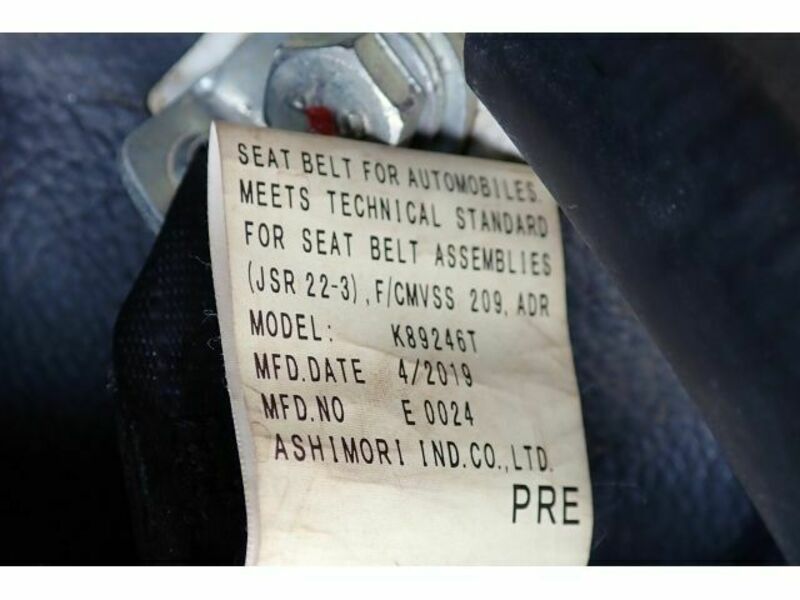 SEAT BELT FOR AUTOMOBILES.
MEETS TECHNICAL STANDARD
FOR SEAT BELT ASSEMBLIES
(JSR 22-3), F/CMVSS 209, ADR
MODEL: K89246T
MFD.DATE 4/2019
MFD.NO E 0024
ASHIMORI IND.CO.,LTD.
PRE